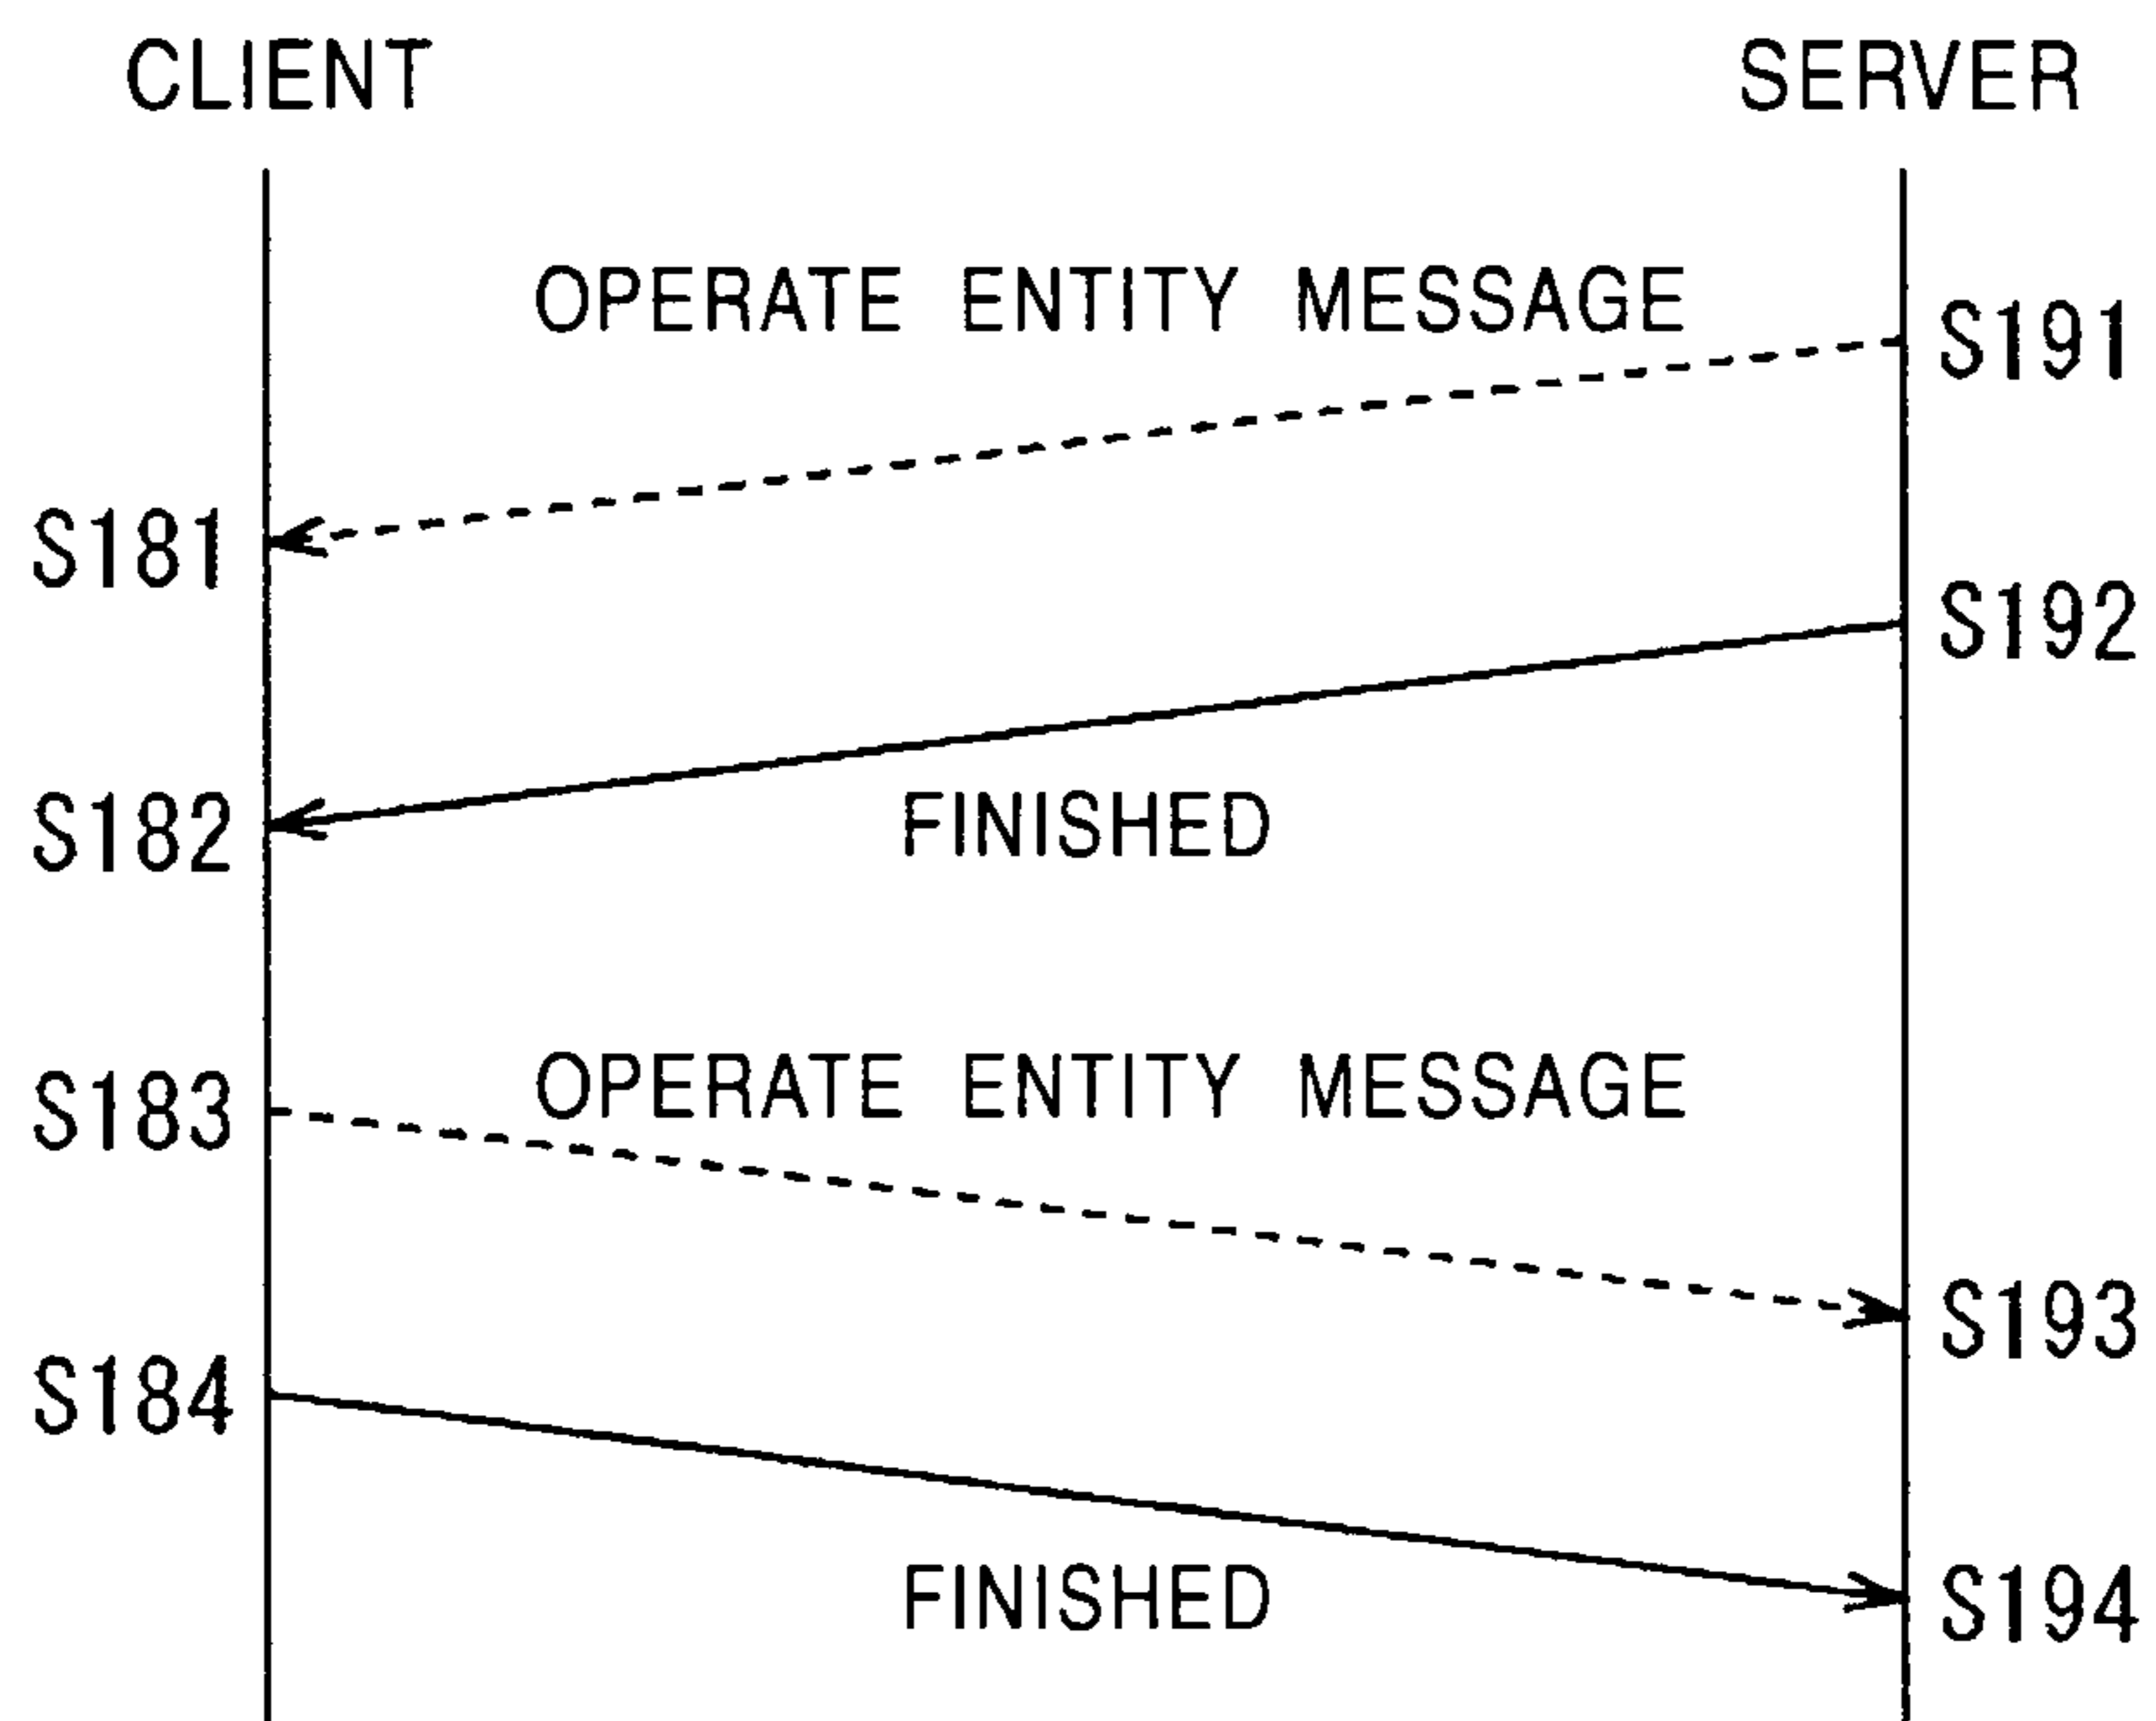 CLIENT SERVER
OPERATE ENTITY MESSAGE
S191
S181
S192
S182
FINISHED
S183
OPERATE ENTITY MESSAGE
S193
S184
FINISHED
S194